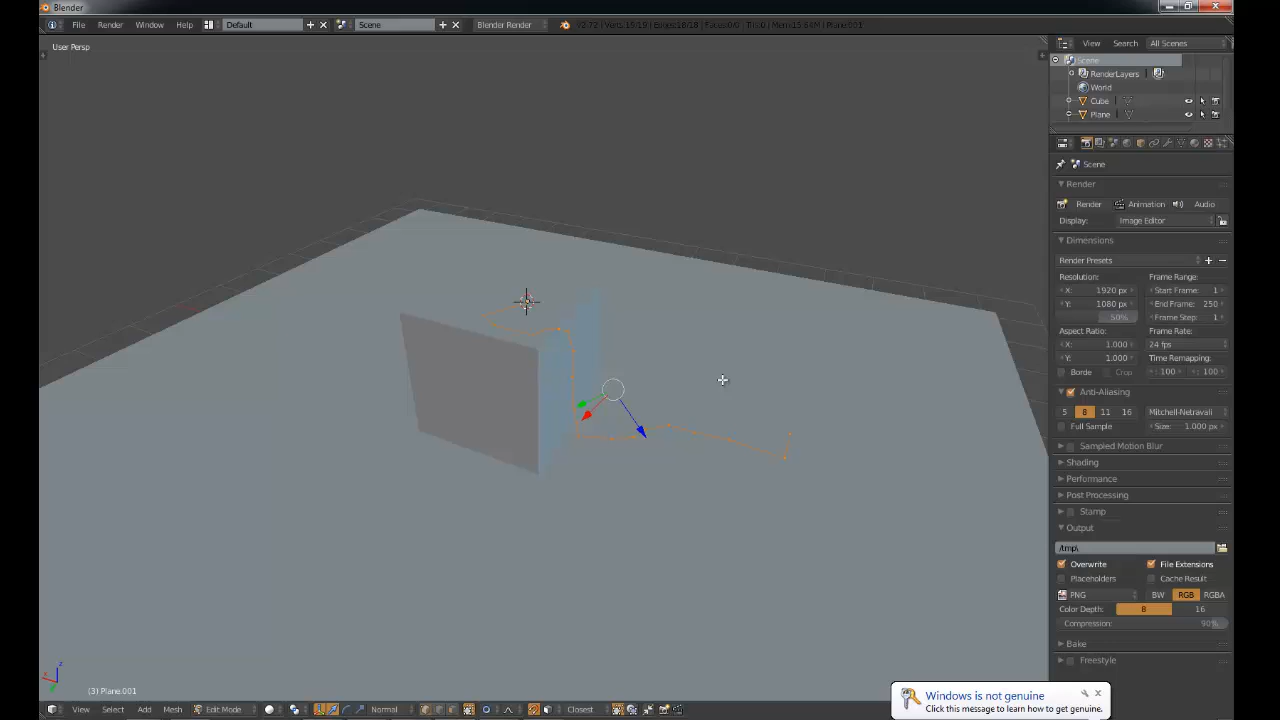 Blender
File Render Window Help Default Scene Blender Render
View Search All Scenes
User Persp
Scene
RenderLayers
World
Cube
Plane
Scene
Render
Render Animation Audio
Display: Image Editor
Dimensions
Render Presets
Resolution: Frame Range:
X: 1920 px Start Frame: 1
Y: 1080 px End Frame: 250
50% Frame Step: 1
Aspect Ratio: Frame Rate:
X: 1.000 24 fps
Y: 1.000 Time Remapping:
Borde Crop 100 100
Anti-Aliasing
5 8 11 16 Mitchell-Netravali
Full Sample Size: 1.000 px
Sampled Motion Blur
Shading
Performance
Post Processing
Stamp
Output
/tmp\
Overwrite File Extensions
Placeholders Cache Result
PNG BW RGB RGBA
Color Depth: 8 16
Compression: 90%
Bake
Freestyle
z
x
(3) Plane.001
Windows is not genuine
Click this message to learn how to get genuine.
View Select Add Mesh Edit Mode Normal Closest